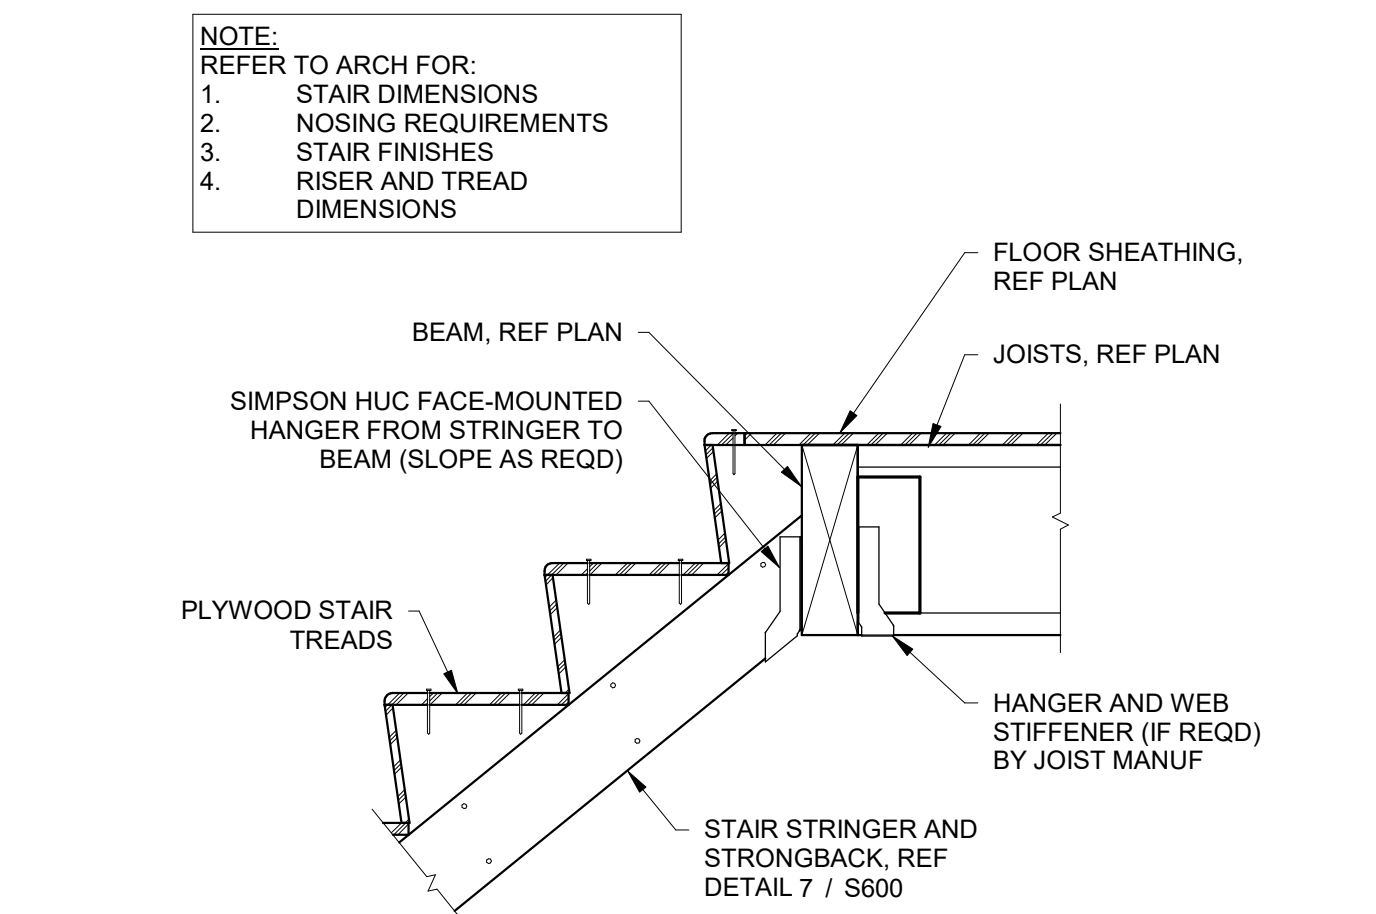 NOTE:
REFER TO ARCH FOR:
1. STAIR DIMENSIONS
2. NOSING REQUIREMENTS
3. STAIR FINISHES
4. RISER AND TREAD
DIMENSIONS
FLOOR SHEATHING,
REF PLAN
BEAM, REF PLAN
JOISTS, REF PLAN
SIMPSON HUC FACE-MOUNTED
HANGER FROM STRINGER TO
BEAM (SLOPE AS REQD)
PLYWOOD STAIR
TREADS
HANGER AND WEB
STIFFENER (IF REQD)
BY JOIST MANUF
STAIR STRINGER AND
STRONGBACK, REF
DETAIL 7 / S600